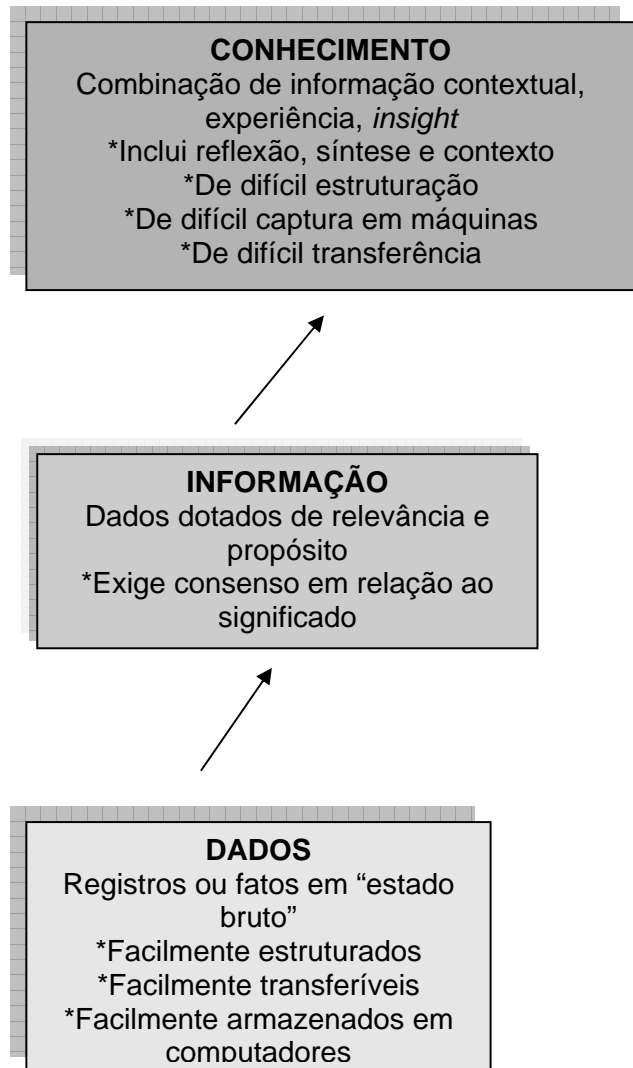 CONHECIMENTO
Combinação de informação contextual,
experiência, insight
*Inclui reflexão, síntese e contexto
*De difícil estruturação
*De difícil captura em máquinas
*De difícil transferência
INFORMAÇÃO
Dados dotados de relevância e
propósito
*Exige consenso em relação ao
significado
DADOS
Registros ou fatos em “estado
bruto”
*Facilmente estruturados
*Facilmente transferíveis
*Facilmente armazenados em
computadores